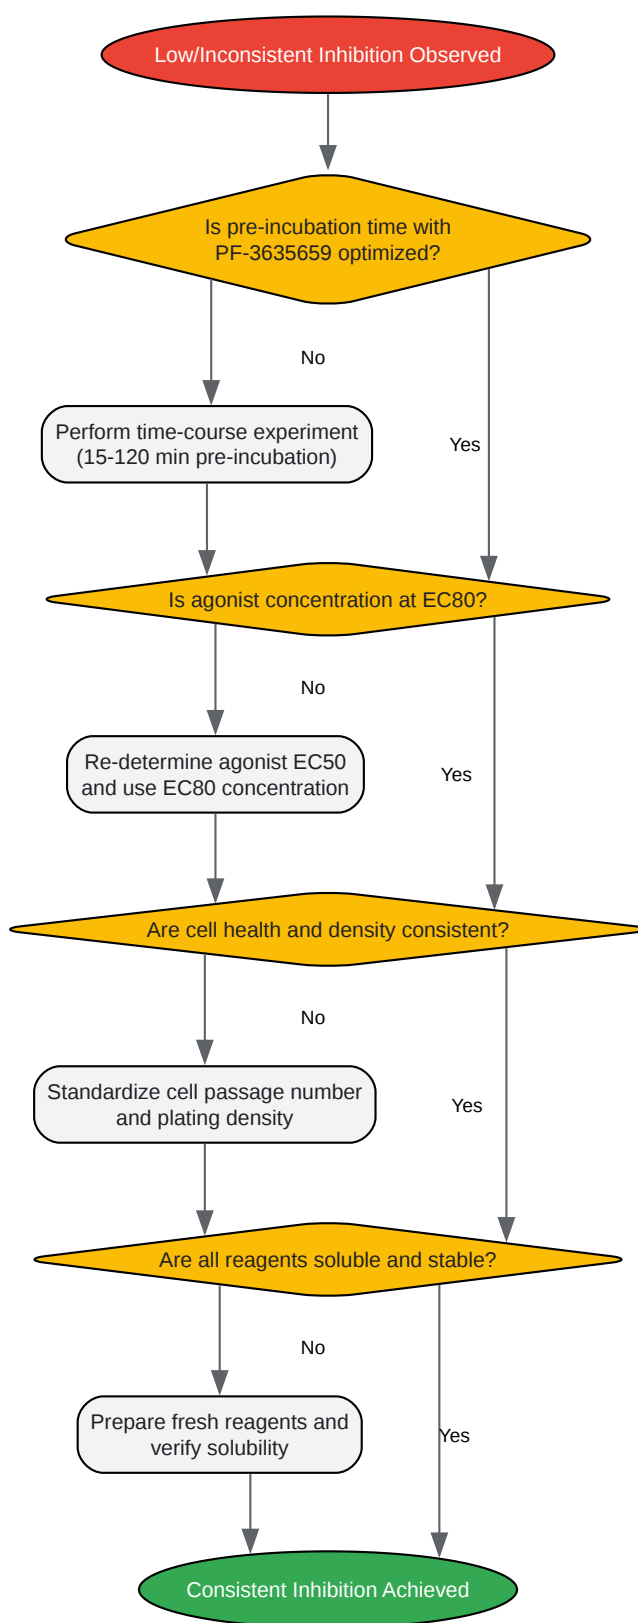 Low/Inconsistent Inhibition Observed
Is pre-incubation time with
PF-3635659 optimized?
No
Perform time-course experiment
(15-120 min pre-incubation)
Yes
Is agonist concentration at EC80?
No
Re-determine agonist EC50
and use EC80 concentration
Yes
Are cell health and density consistent?
No
Standardize cell passage number
and plating density
Yes
Are all reagents soluble and stable?
No
Prepare fresh reagents and
verify solubility
Yes
Consistent Inhibition Achieved